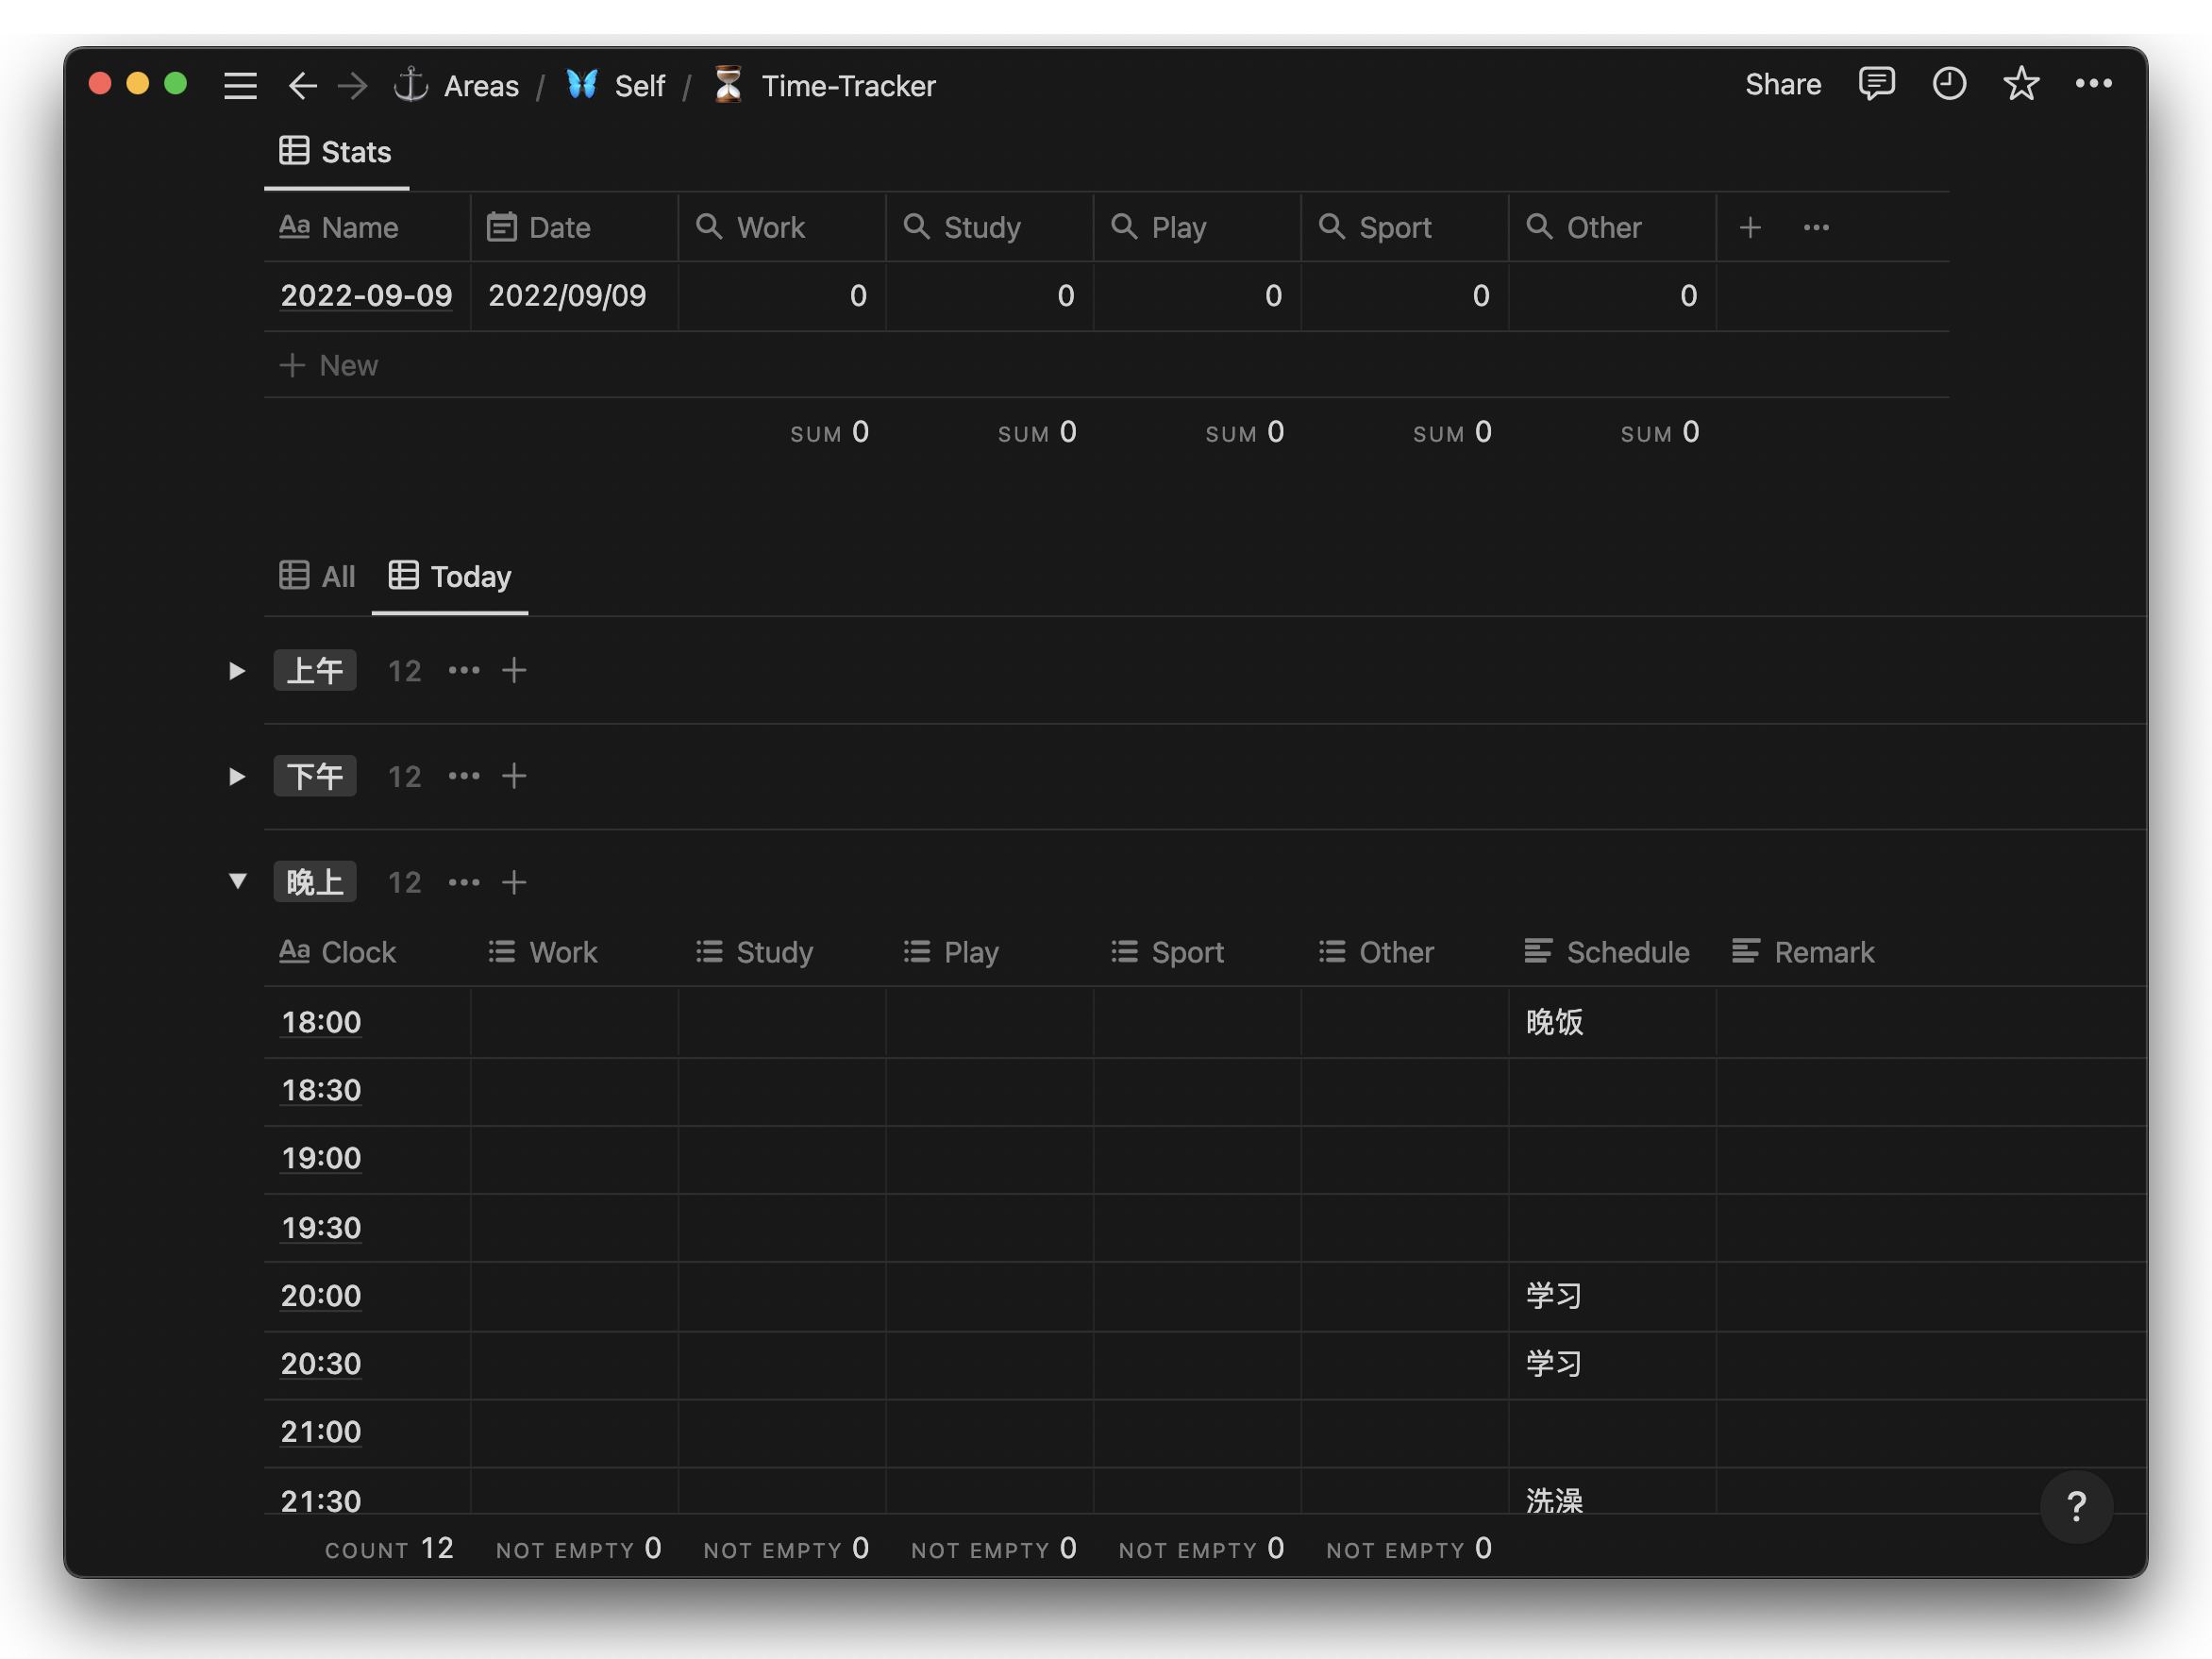 Areas / Self / Time-Tracker Share
Stats
Aa Name Date Work Study Play Sport Other
2022-09-09 2022/09/09 0 0 0 0 0
+ New
SUM 0 SUM 0 SUM 0 SUM 0 SUM 0
All Today
上午 12
下午 12
晚上 12
Aa Clock Work Study Play Sport Other Schedule Remark
18:00 晚饭
18:30
19:00
19:30
20:00 学习
20:30 学习
21:00
21:30 洗澡
?
COUNT 12 NOT EMPTY 0 NOT EMPTY 0 NOT EMPTY 0 NOT EMPTY 0 NOT EMPTY 0